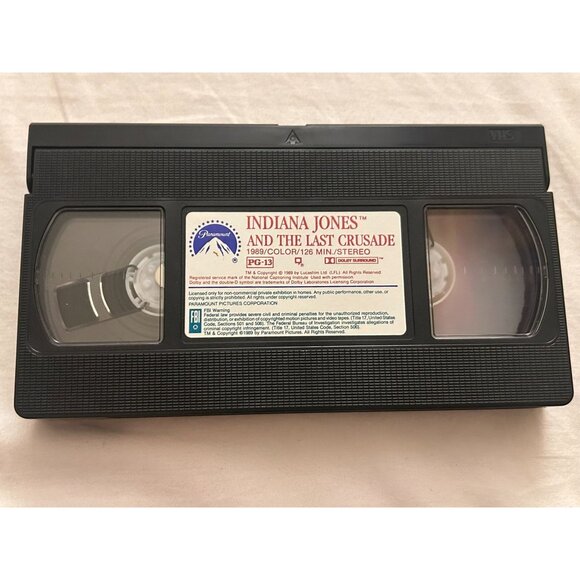 VHS
Paramount
®
INDIANA JONES™
AND THE LAST CRUSADE
1989/COLOR/126 MIN./STEREO
PG-13 DOLBY SURROUND™
TM & Copyright © 1989 by Lucasfilm Ltd. (LFL). All Rights Reserved.
Registered service mark of the National Captioning Institute Used with permission.
Dolby and the double-D symbol are trademarks of Dolby Laboratories Licensing Corporation
Licensed only for non-commercial private exhibition in homes. Any public performance, other use, or
copying is strictly prohibited. All rights reserved.
PARAMOUNT PICTURES CORPORATION
FBI
FBI Warning
Federal law provides severe civil and criminal penalties for the unauthorized reproduction,
distribution, or exhibition of copyrighted motion pictures and video tapes. (Title 17, United States
Code, Sections 501 and 506). The Federal Bureau of Investigation investigates allegations of
criminal copyright infringement. (Title 17, United States Code, Section 506).
TM & Copyright ©1989 by Paramount Pictures. All Rights Reserved.